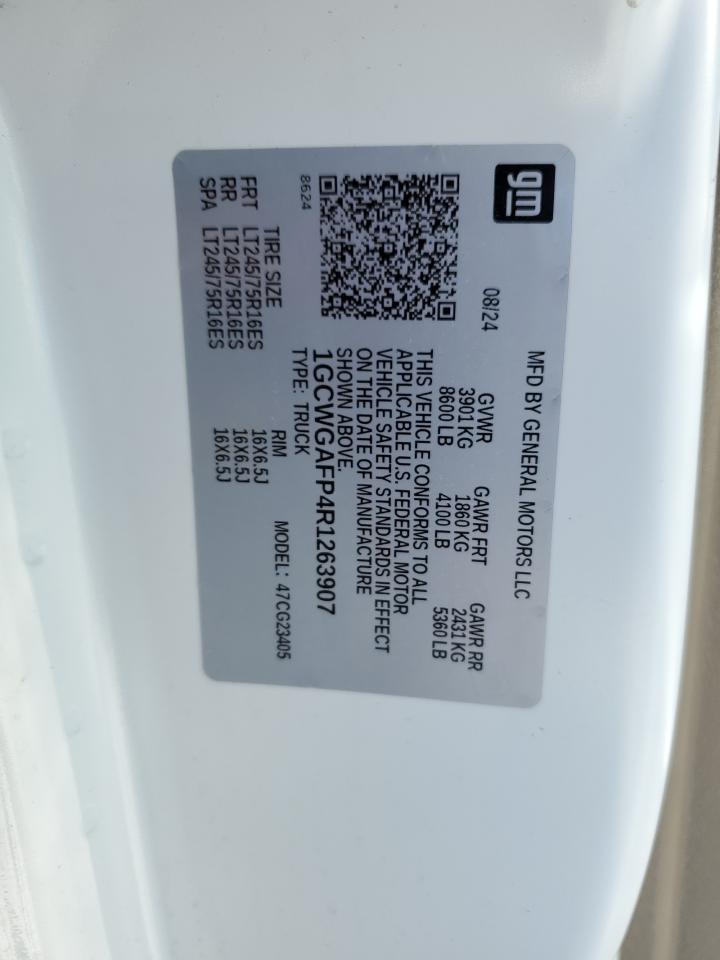 gm
MFD BY GENERAL MOTORS LLC
08/24 GVWR GAWR FRT GAWR RR
3901 KG 1860 KG 2431 KG
8600 LB 4100 LB 5360 LB
THIS VEHICLE CONFORMS TO ALL
APPLICABLE U.S. FEDERAL MOTOR
VEHICLE SAFETY STANDARDS IN EFFECT
ON THE DATE OF MANUFACTURE
SHOWN ABOVE.
1GCWGAFP4R1263907
8624 TYPE: TRUCK MODEL: 47CG23405
TIRE SIZE RIM
FRT LT245/75R16ES 16X6.5J
RR LT245/75R16ES 16X6.5J
SPA LT245/75R16ES 16X6.5J